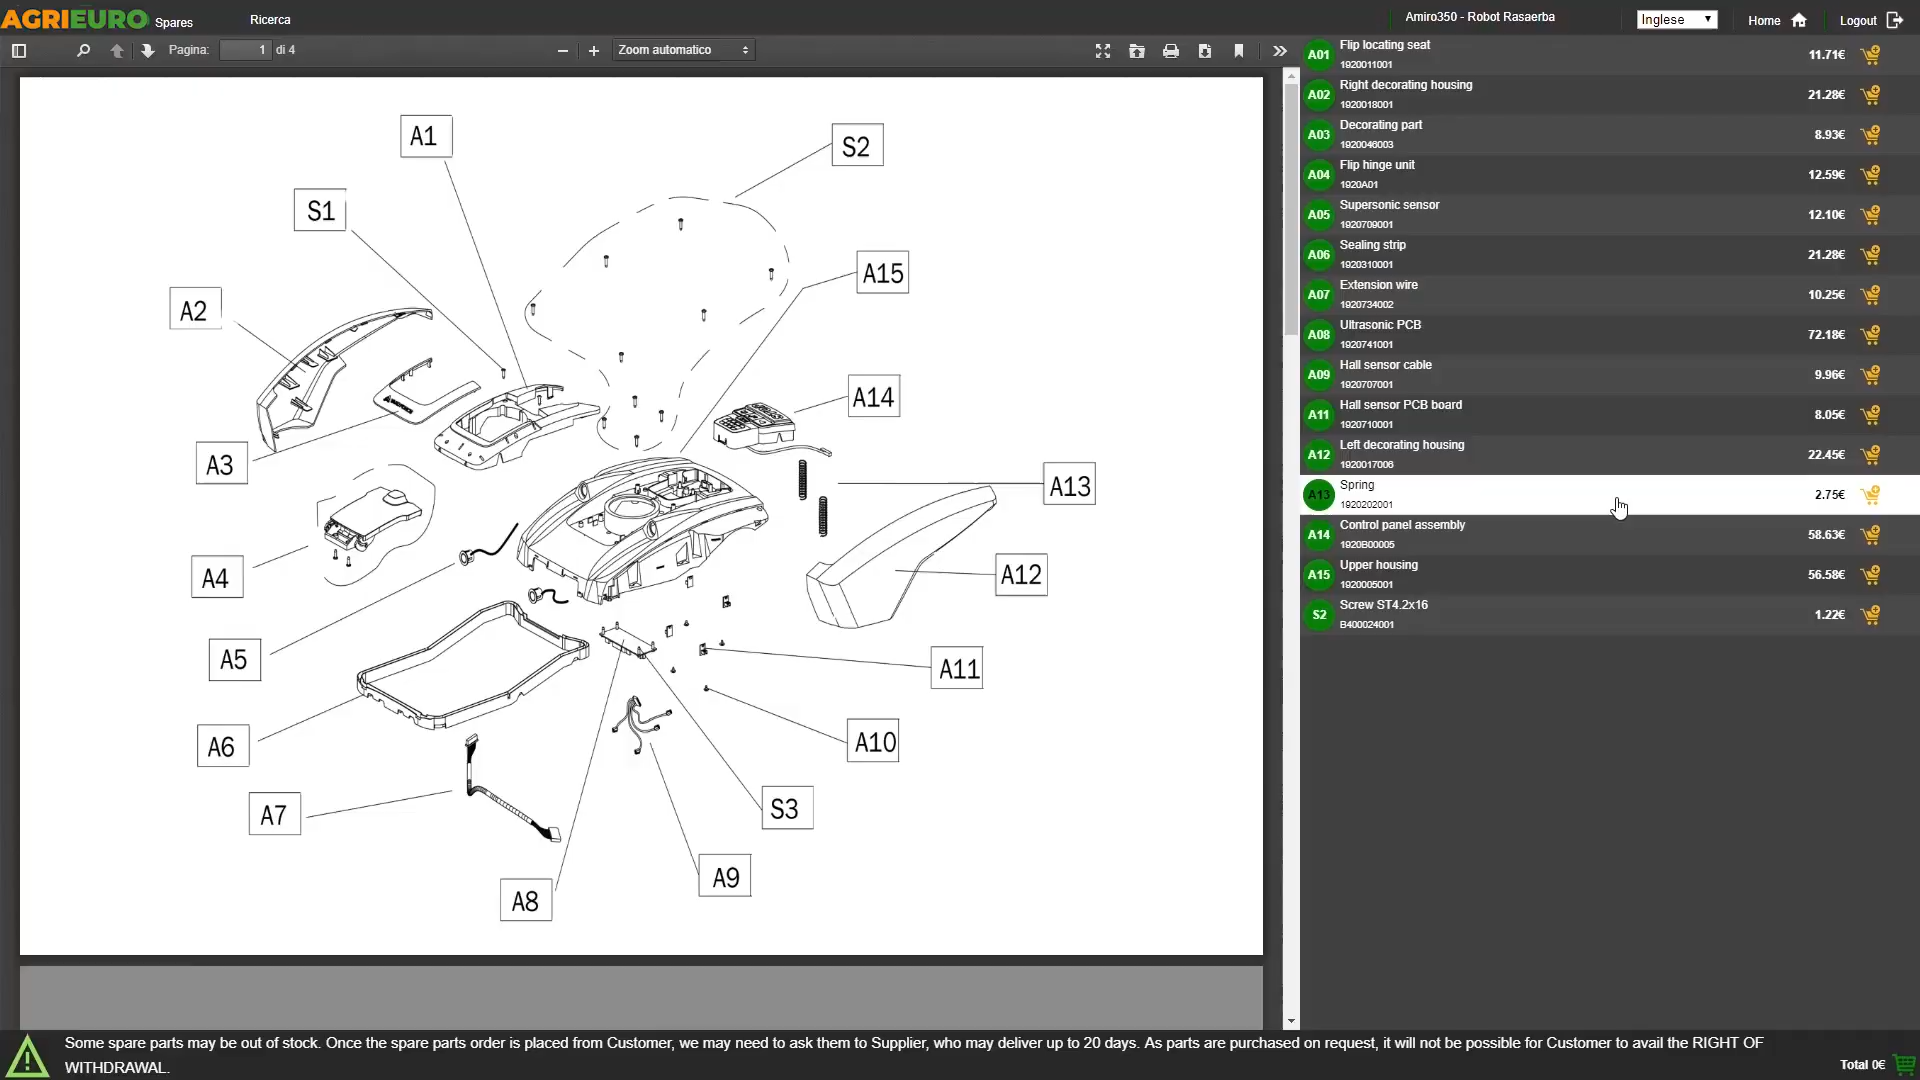 AGRIEURO Spares
Ricerca
Amiro350 - Robot Rasaerba
Inglese
Home
Logout
Pagina: 1 di 4
Zoom automatico
A1
S2
S1
A15
A2
A14
A3
A13
A4
A12
A5
A11
A6
A10
A7
S3
A9
A8
A01 Flip locating seat 11.71€
1920011001
A02 Right decorating housing 21.28€
1920018001
A03 Decorating part 8.93€
1920046003
A04 Flip hinge unit 12.59€
1920A01
A05 Supersonic sensor 12.10€
1920709001
A06 Sealing strip 21.28€
1920310001
A07 Extension wire 10.25€
1920734002
A08 Ultrasonic PCB 72.18€
1920741001
A09 Hall sensor cable 9.96€
1920707001
A11 Hall sensor PCB board 8.05€
1920710001
A12 Left decorating housing 22.45€
1920017006
A13 Spring 2.75€
1920202001
A14 Control panel assembly 58.63€
1920B00005
A15 Upper housing 56.58€
1920005001
S2 Screw ST4.2x16 1.22€
B400024001
Some spare parts may be out of stock. Once the spare parts order is placed from Customer, we may need to ask them to Supplier, who may deliver up to 20 days. As parts are purchased on request, it will not be possible for Customer to avail the RIGHT OF
WITHDRAWAL.
Total 0€